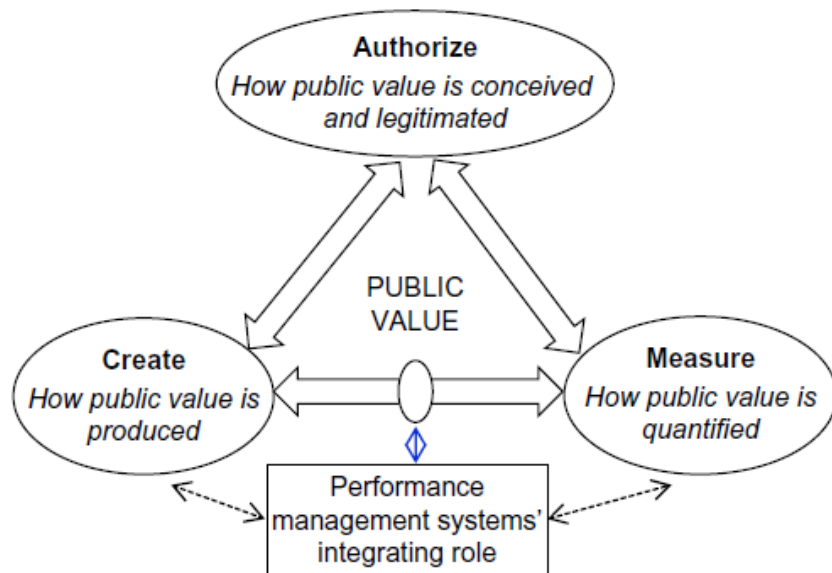 Authorize
How public value is conceived
and legitimated
PUBLIC
VALUE
Create
How public value is
produced
Measure
How public value is
quantified
Performance
management systems’
integrating role